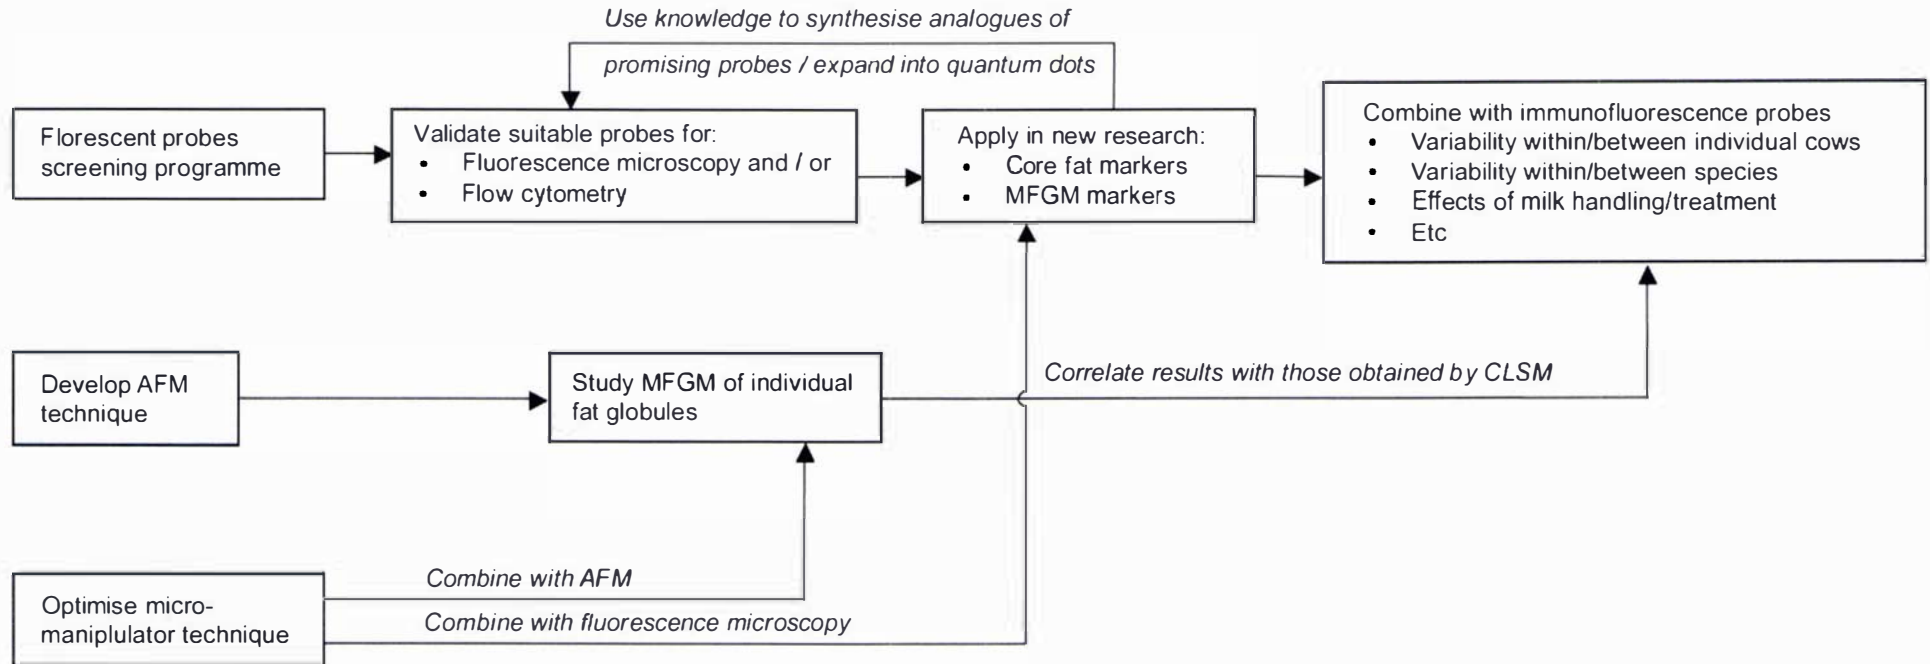 Use knowledge to synthesise analogues of
promising probes / expand into quantum dots
Florescent probes
screening programme
Validate suitable probes for:
• Fluorescence microscopy and / or
• Flow cytometry
Apply in new research:
• Core fat markers
• MFGM markers
Combine with immunofluorescence probes
• Variability within/between individual cows
• Variability within/between species
• Effects of milk handling/treatment
• Etc
Develop AFM
technique
Study MFGM of individual
fat globules
Correlate results with those obtained by CLSM
Optimise micro-
maniplulator technique
Combine with AFM
Combine with fluorescence microscopy